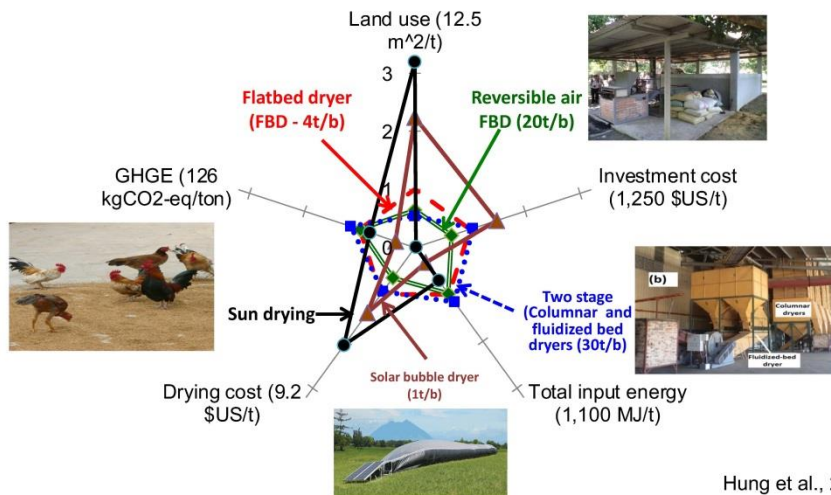 Land use (12.5
m^2/t)
3
2
1
0
Flatbed dryer
(FBD - 4t/b)
Reversible air
FBD (20t/b)
GHGE (126
kgCO2-eq/ton)
Investment cost
(1,250 $US/t)
(b)
Columnar
dryers
Fluidized-bed
dryer
Sun drying
Two stage
(Columnar and
fluidized bed
dryers (30t/b)
Solar bubble dryer
(1t/b)
Drying cost (9.2
$US/t)
Total input energy
(1,100 MJ/t)
Hung et al.,